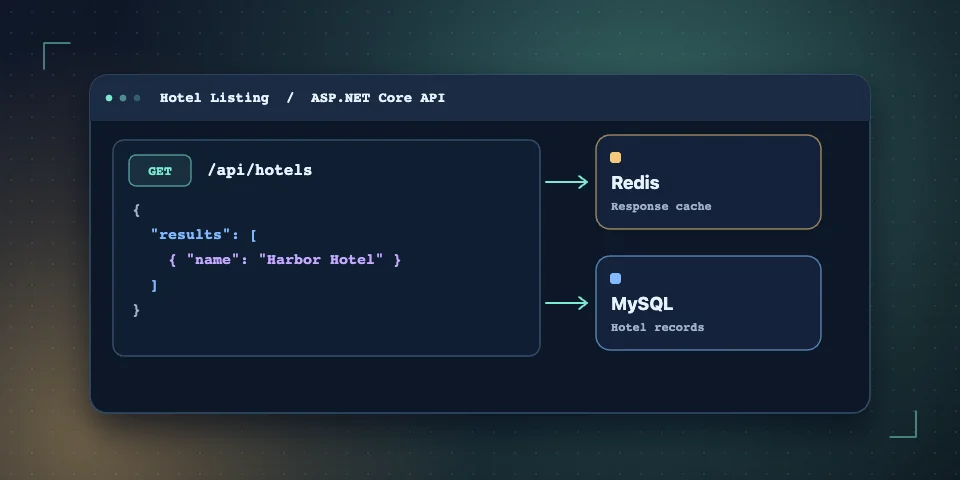 Hotel Listing / ASP.NET Core API
GET /api/hotels
{
"results": [
{ "name": "Harbor Hotel" }
]
}
Redis
Response cache
MySQL
Hotel records